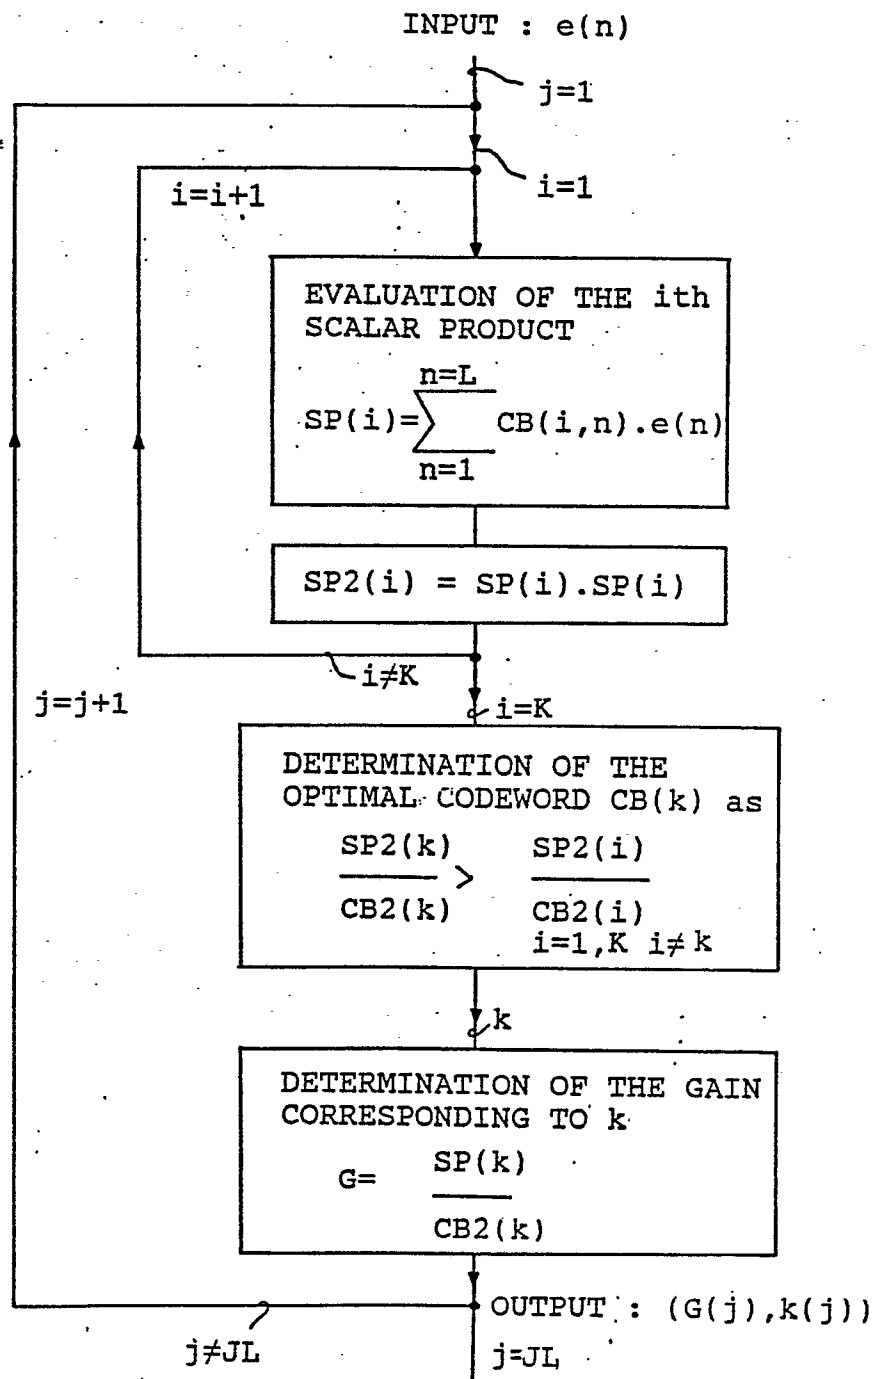 INPUT : e(n)
j=1
i=1
i=i+1
EVALUATION OF THE ith
SCALAR PRODUCT
n=L
SP(i)=∑ CB(i,n).e(n)
n=1
SP2(i) = SP(i).SP(i)
i≠K
i=K
j=j+1
DETERMINATION OF THE
OPTIMAL CODEWORD CB(k) as
SP2(k) > SP2(i)
CB2(k) CB2(i)
i=1,K i≠k
k
DETERMINATION OF THE GAIN
CORRESPONDING TO k
G= SP(k)
CB2(k)
OUTPUT : (G(j),k(j))
j≠JL
j=JL